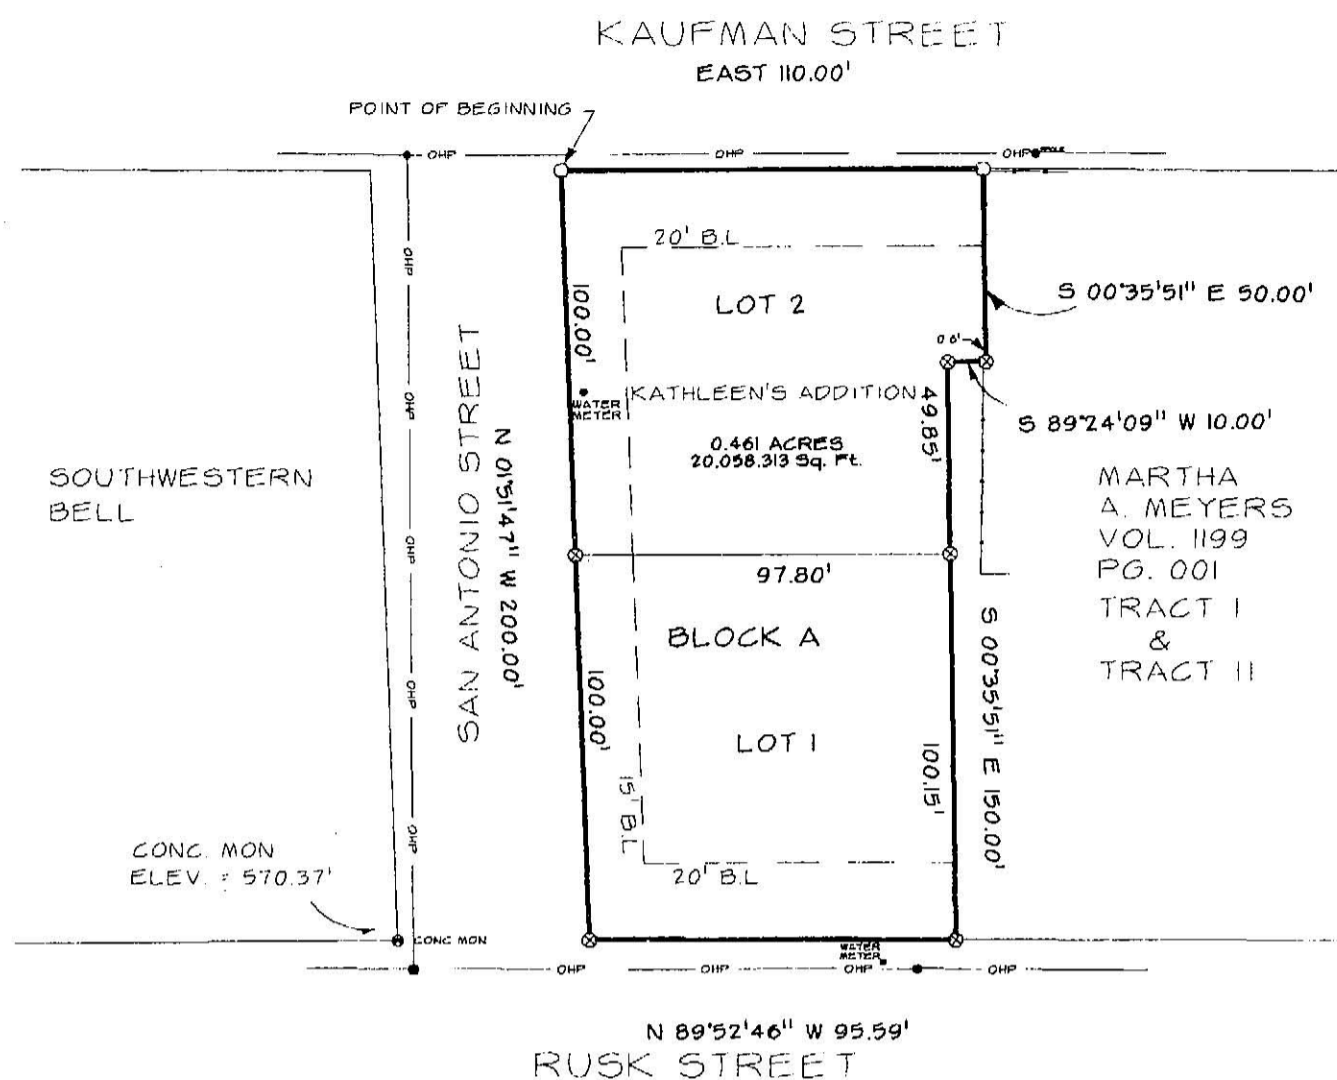 KAUFMAN STREET
EAST 110.00'
POINT OF BEGINNING
OHP
OHP
OHP
20' B.L.
OHP
LOT 2
S 00°35'51" E 50.00'
100.00'
0.6'
OHP
WATER
METER
KATHLEEN'S ADDITION
49.85'
S 89°24'09" W 10.00'
0.461 ACRES
20,058.313 Sq. Ft.
SOUTHWESTERN
BELL
SAN ANTONIO STREET
N 01°51'47" W 200.00'
MARTHA
A. MEYERS
VOL. 1199
PG. 001
TRACT I
&
TRACT II
OHP
97.80'
BLOCK A
S 00°35'51" E 150.00'
OHP
100.00'
LOT 1
100.15'
15' B.L.
OHP
CONC. MON
ELEV. = 570.37'
20' B.L
CONC MON
WATER
METER
OHP
OHP
OHP
OHP
N 89°52'46" W 95.59'
RUSK STREET